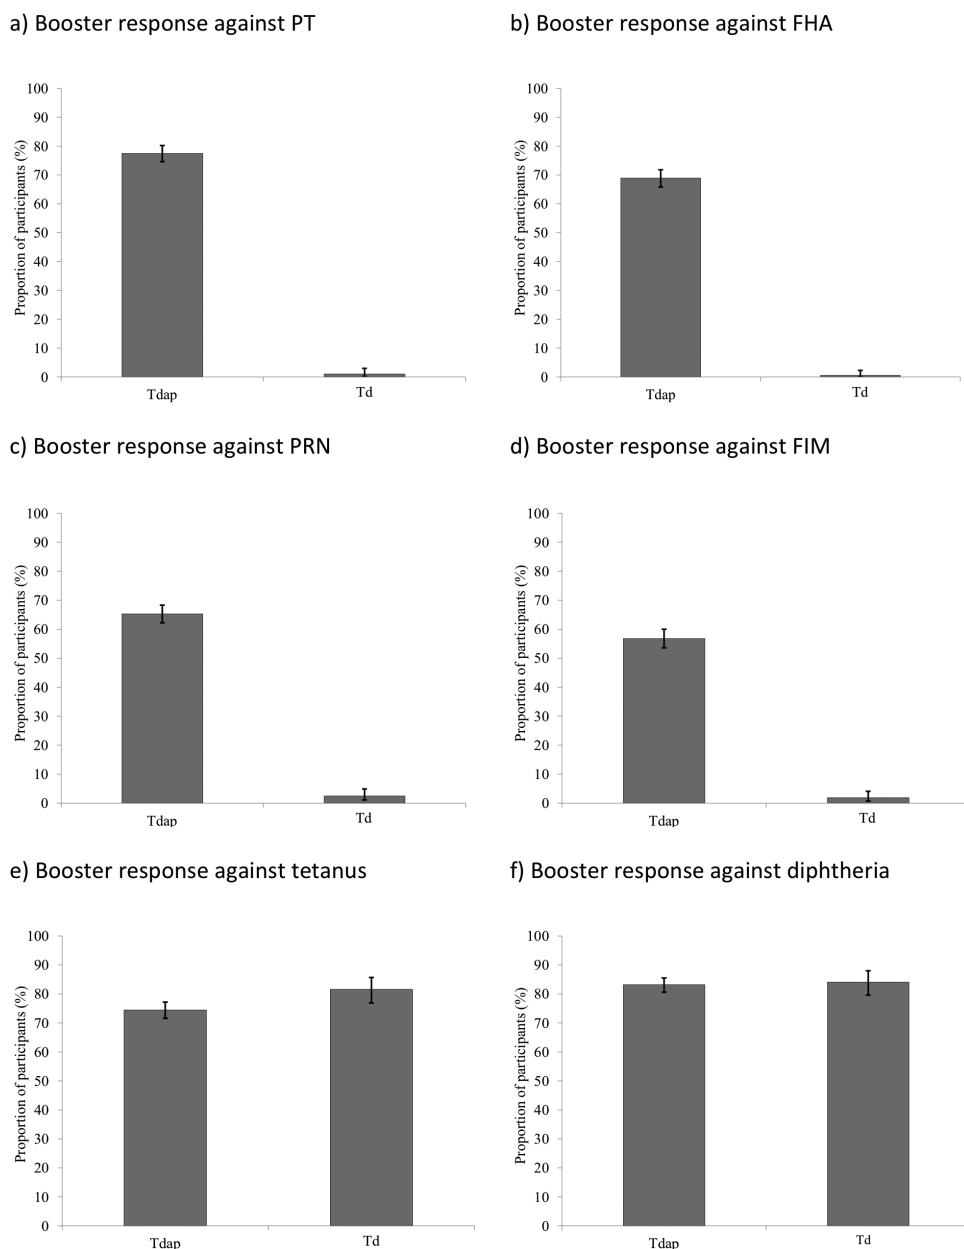 a) Booster response against PT
Proportion of participants (%)
100
90
80
70
60
50
40
30
20
10
0
Tdap
Td
b) Booster response against FHA
Proportion of participants (%)
100
90
80
70
60
50
40
30
20
10
0
Tdap
Td
c) Booster response against PRN
Proportion of participants (%)
100
90
80
70
60
50
40
30
20
10
0
Tdap
Td
d) Booster response against FIM
Proportion of participants (%)
100
90
80
70
60
50
40
30
20
10
0
Tdap
Td
e) Booster response against tetanus
Proportion of participants (%)
100
90
80
70
60
50
40
30
20
10
0
Tdap
Td
f) Booster response against diphtheria
Proportion of participants (%)
100
90
80
70
60
50
40
30
20
10
0
Tdap
Td